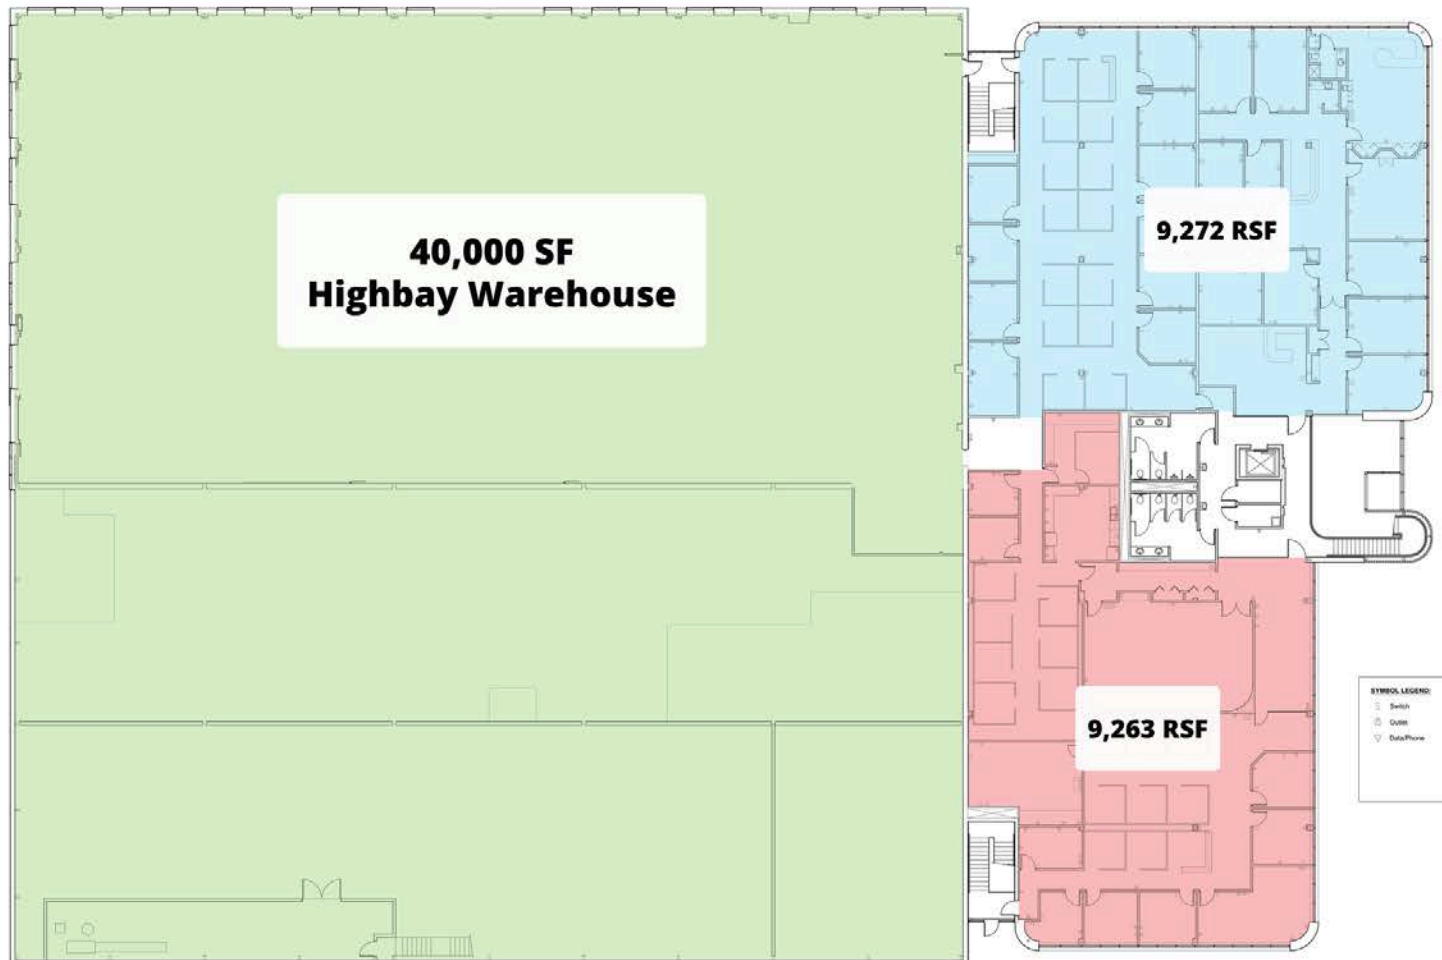 40,000 SF
Highbay Warehouse
9,272 RSF
9,263 RSF
SYMBOL LEGEND:
Switch
Outlet
Data/Phone